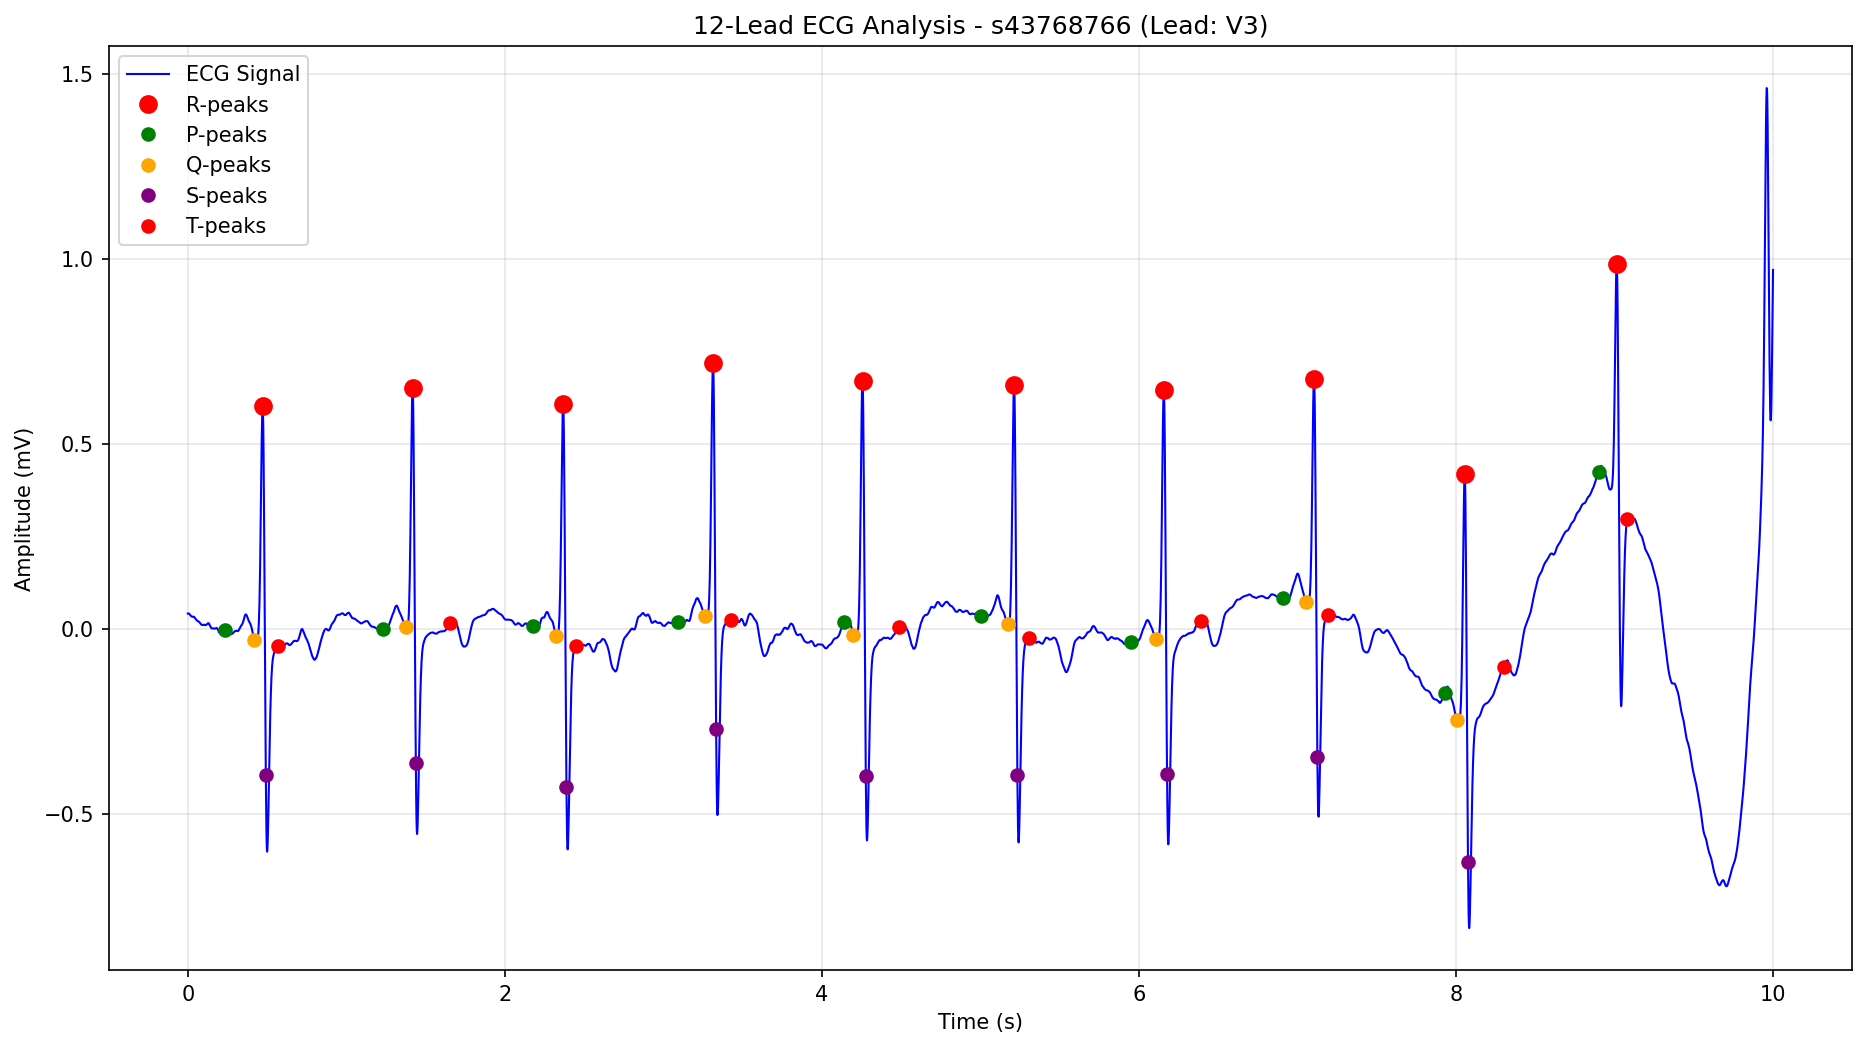 12-Lead ECG Analysis - s43768766 (Lead: V3)
ECG Signal
R-peaks
P-peaks
Q-peaks
S-peaks
T-peaks
Amplitude (mV)
1.5
1.0
0.5
0.0
−0.5
0 2 4 6 8 10
Time (s)